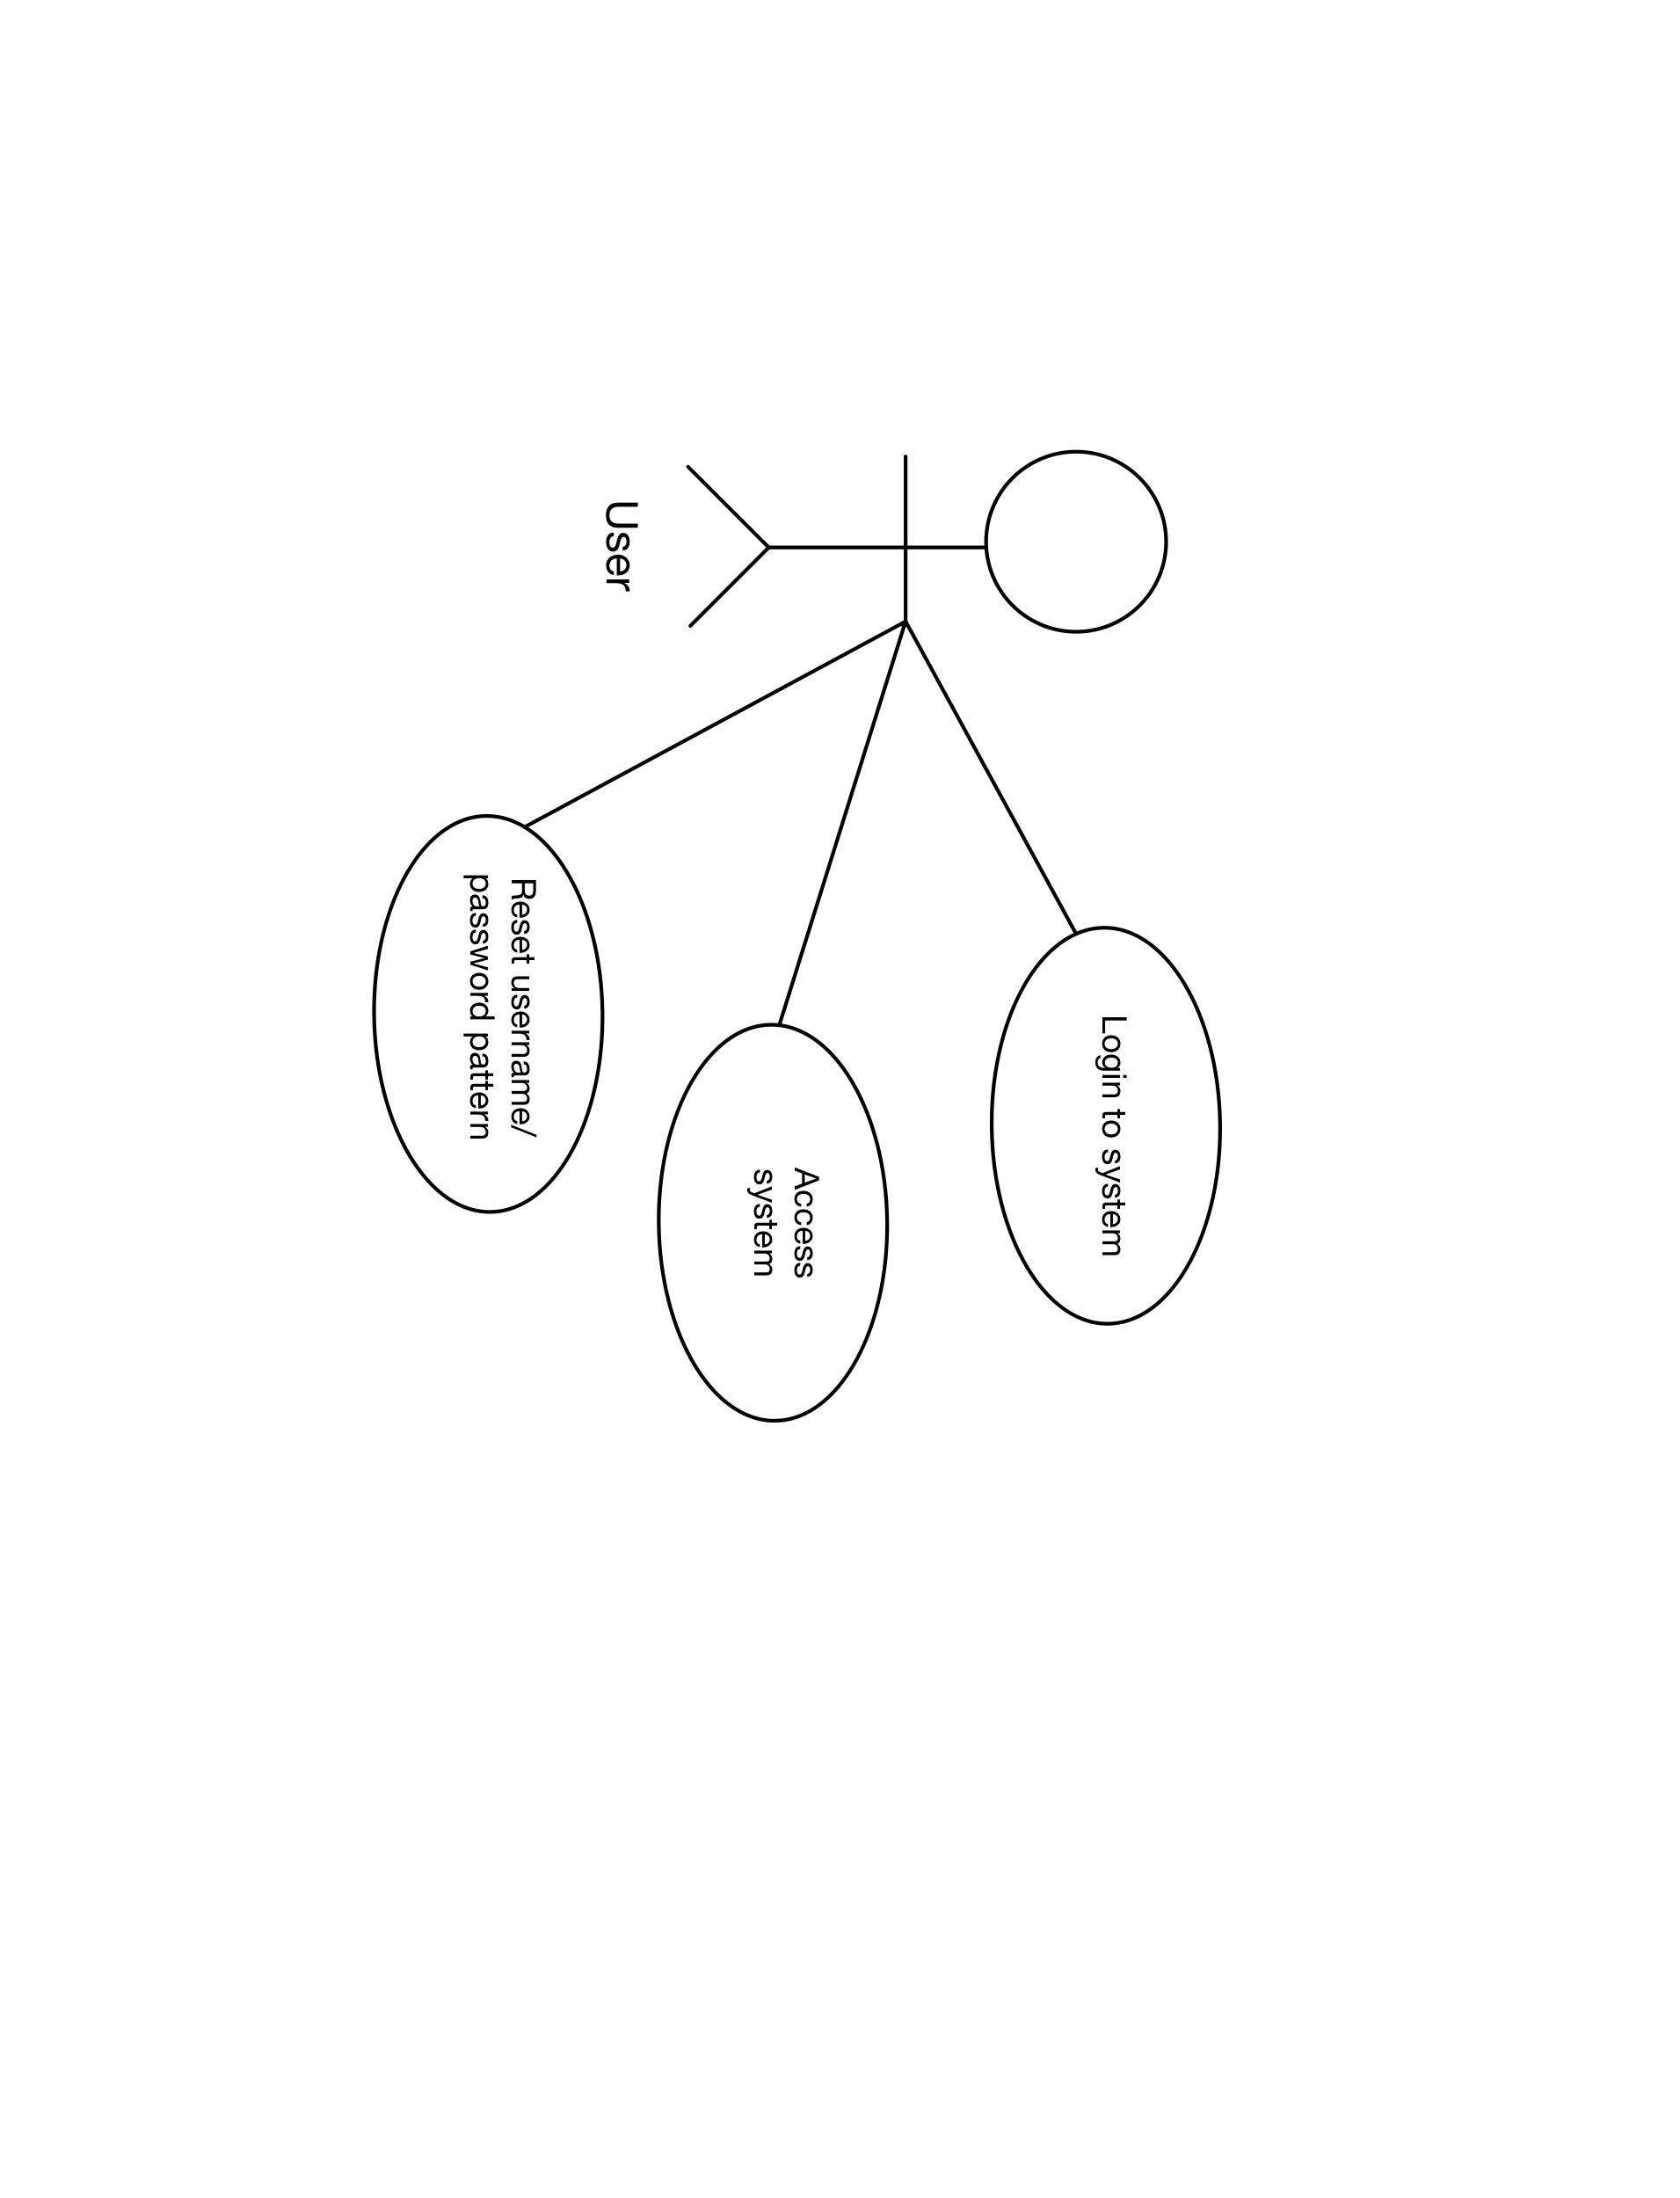 Login to system
Access
system
User
Reset username/
password pattern